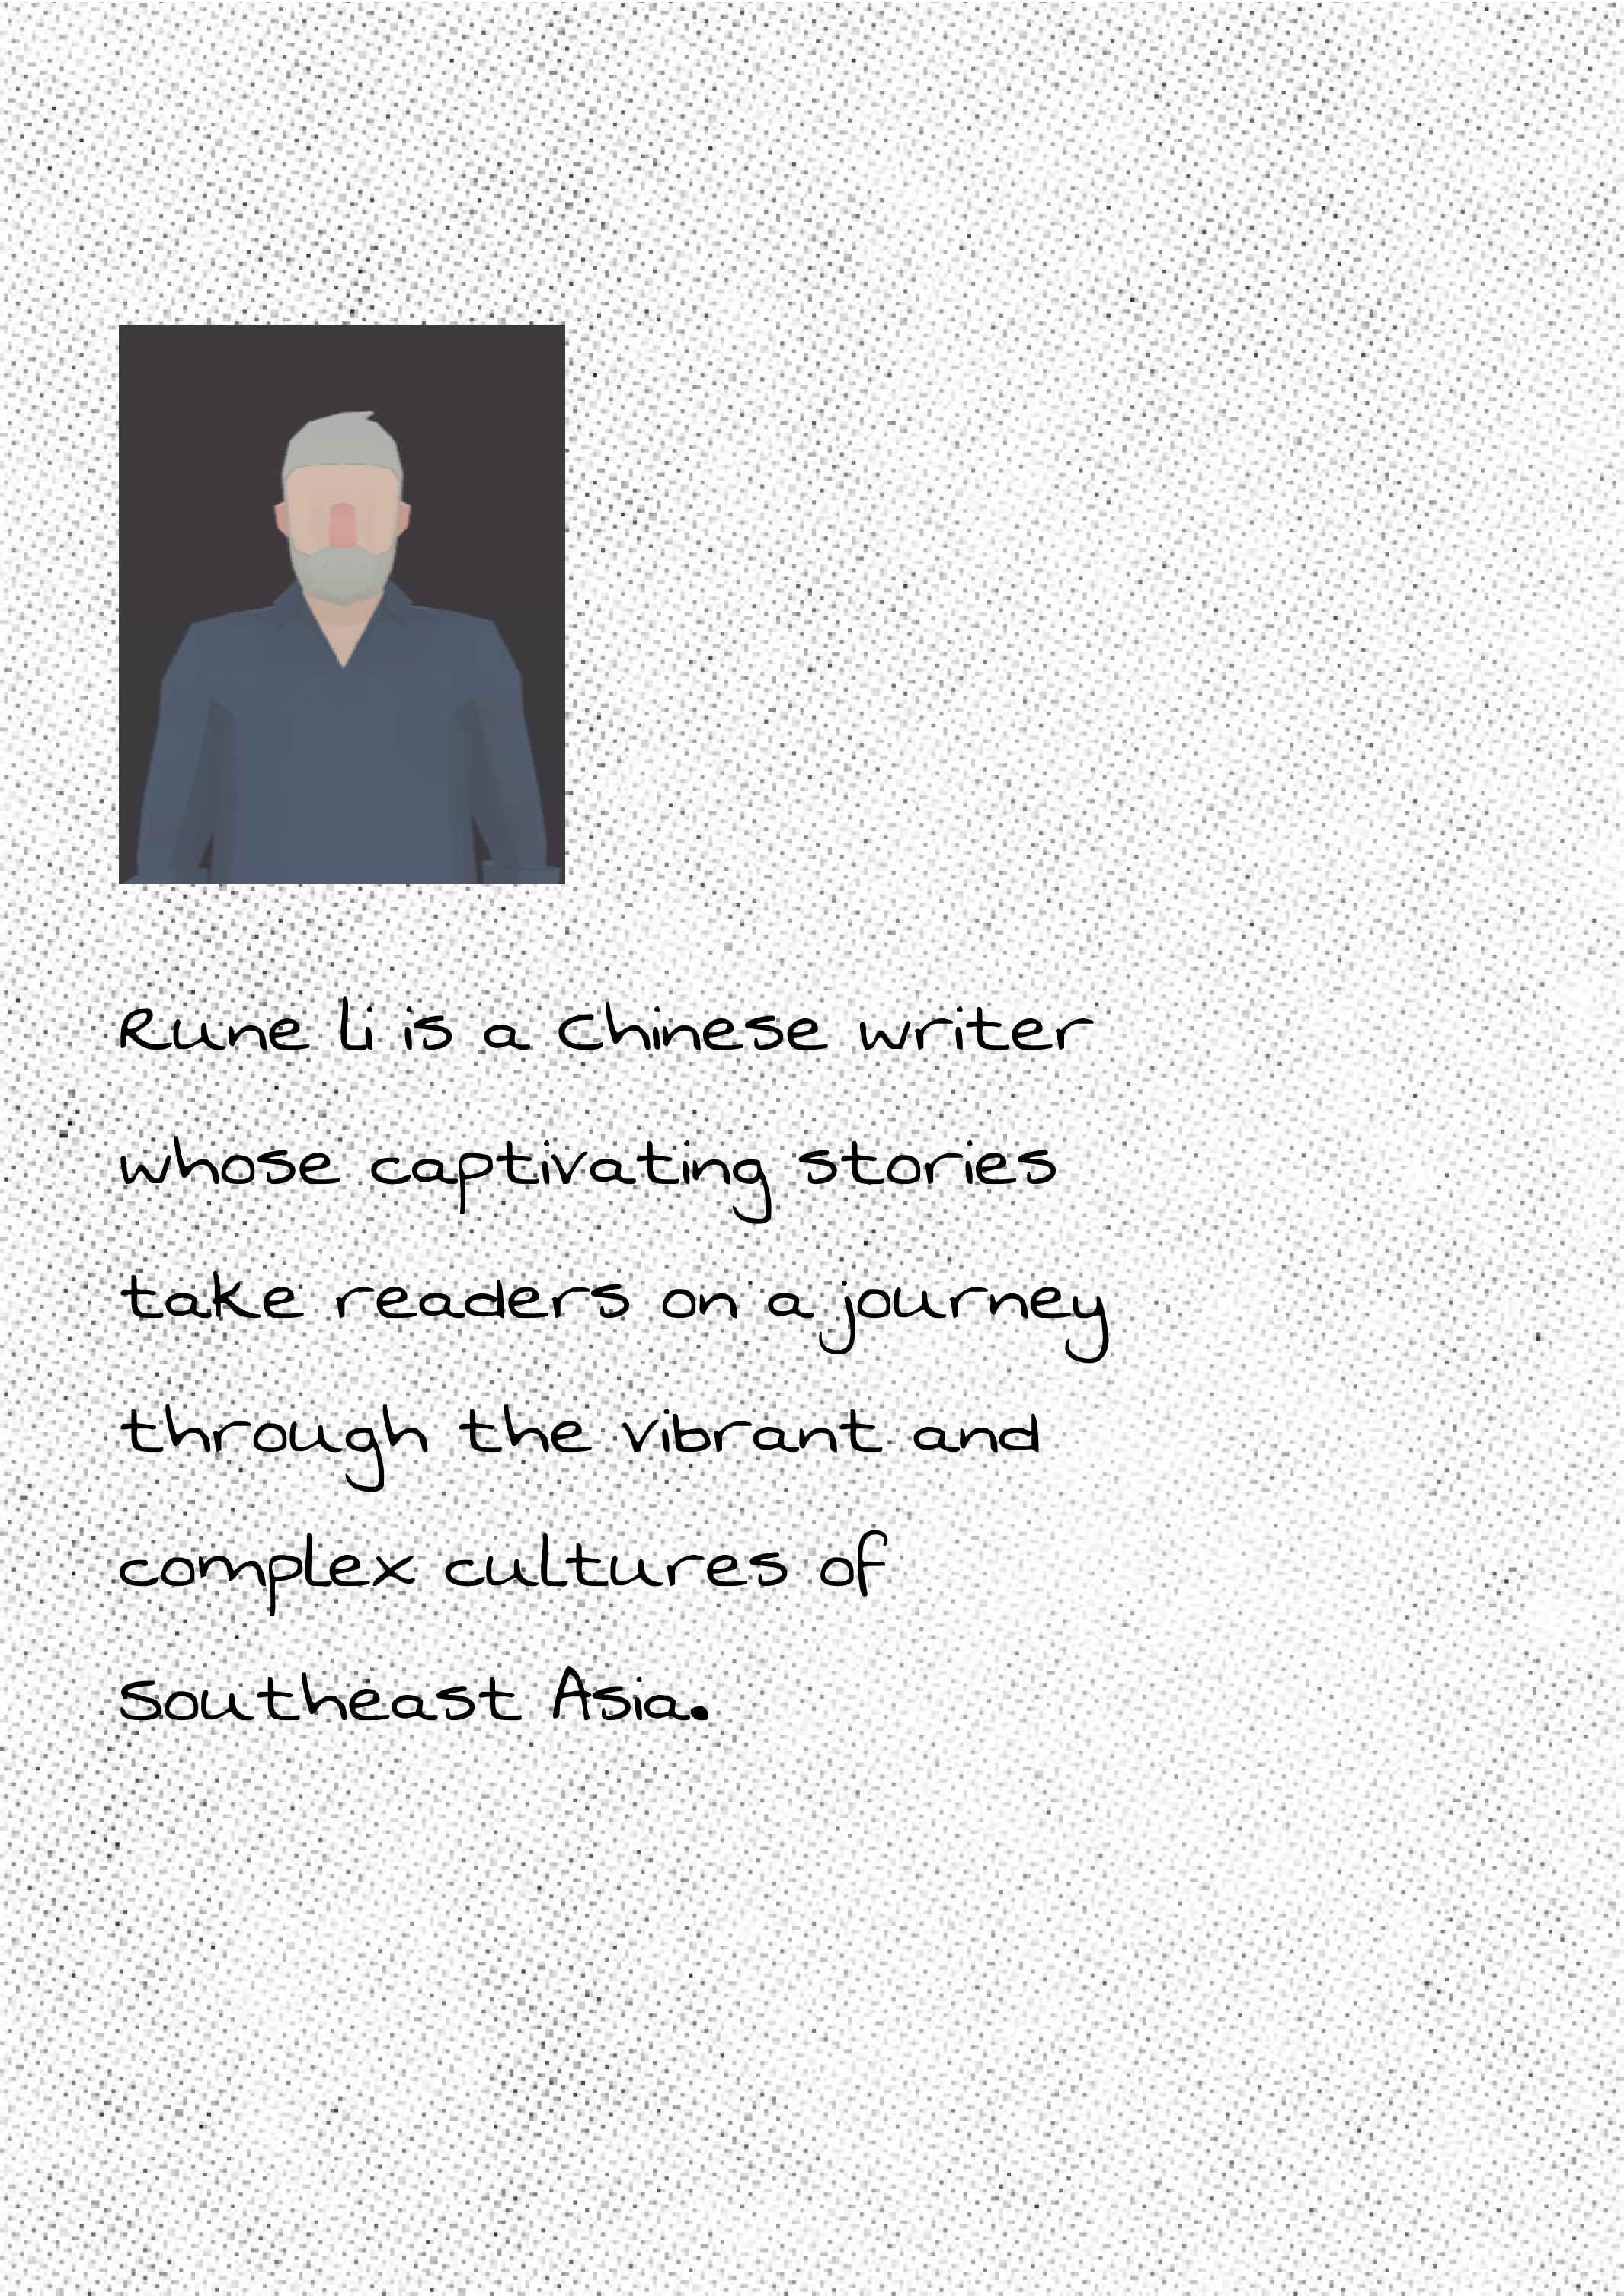 Rune Li is a Chinese writer
whose captivating stories
take readers on a journey
through the vibrant and
complex cultures of
Southeast Asia.